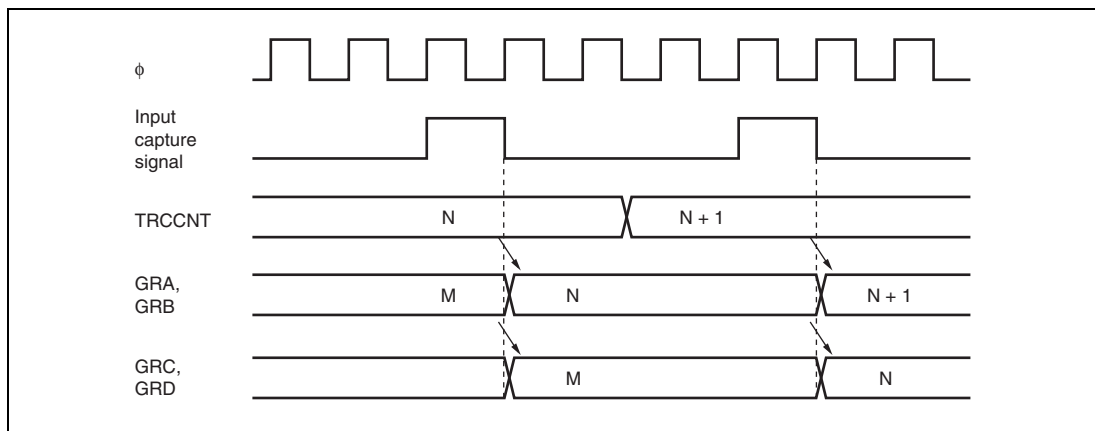 ϕ
Input
capture
signal
TRCCNT
N
N + 1
GRA,
GRB
M
N
N + 1
GRC,
GRD
M
N